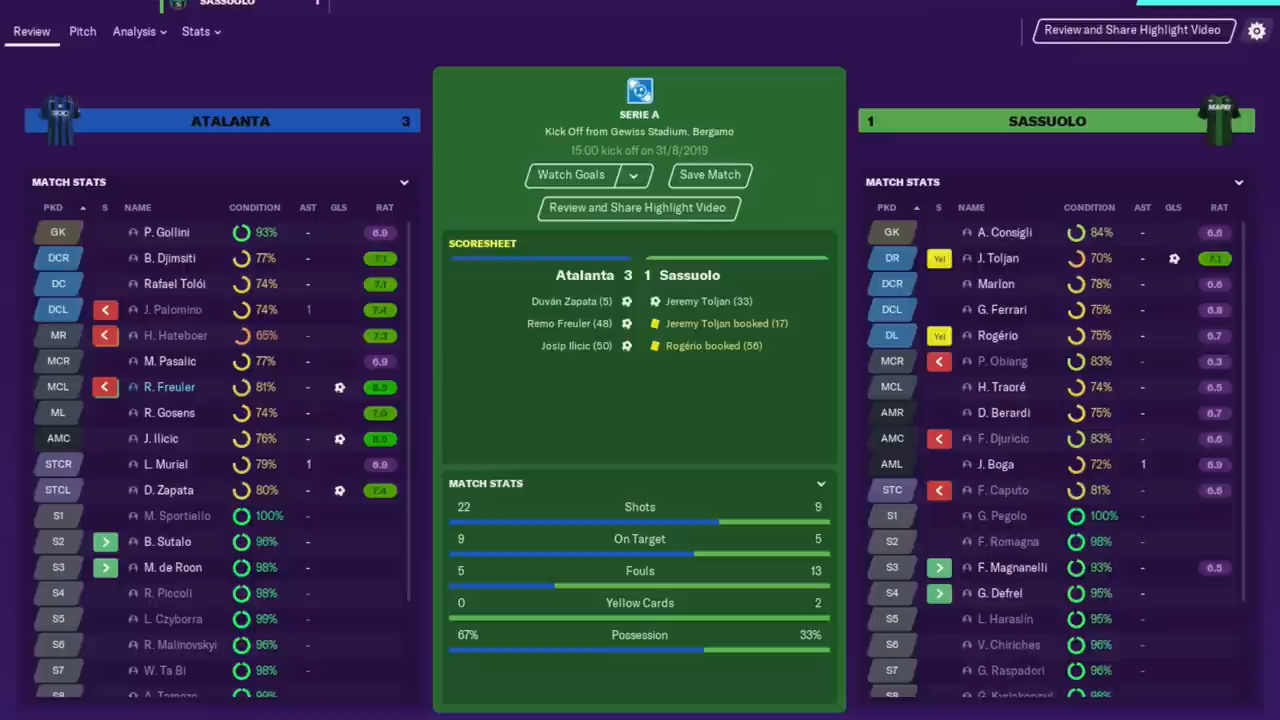 SASSUOLO
1
Review Pitch Analysis Stats
Review and Share Highlight Video
ATALANTA 3
MATCH STATS
PKD S NAME CONDITION AST GLS RAT
GK P. Gollini 93% - 6.9
DCR B. Djimsiti 77% - 7.1
DC Rafael Tolói 74% - 7.1
DCL J. Palomino 74% 1 7.4
MR H. Hateboer 65% - 7.3
MCR M. Pasalic 77% - 6.9
MCL R. Freuler 81% - 8.5
ML R. Gosens 74% - 7.0
AMC J. Ilicic 76% - 8.0
STCR L. Muriel 79% 1 6.9
STCL D. Zapata 80% - 7.4
S1 M. Sportiello 100% -
S2 B. Sutalo 96% -
S3 M. de Roon 98% -
S4 R. Piccoli 98% -
S5 L. Czyborra 99% -
S6 R. Malinovskyi 96% -
S7 W. Ta Bi 98% -
S8 A. Tameze 99%
SERIE A
Kick Off from Gewiss Stadium, Bergamo
15:00 kick off on 31/8/2019
Watch Goals Save Match
Review and Share Highlight Video
SCORESHEET
Atalanta 3 1 Sassuolo
Duván Zapata (5) Jeremy Toljan (33)
Remo Freuler (48) Jeremy Toljan booked (17)
Josip Ilicic (50) Rogério booked (56)
MATCH STATS
22 Shots 9
9 On Target 5
5 Fouls 13
0 Yellow Cards 2
67% Possession 33%
1 SASSUOLO
MAPEI
MATCH STATS
PKD S NAME CONDITION AST GLS RAT
GK A. Consigli 84% - 6.6
DR Yel J. Toljan 70% - 7.1
DCR Marlon 78% - 6.6
DCL G. Ferrari 75% - 6.8
DL Yel Rogério 75% - 6.7
MCR P. Obiang 83% - 6.3
MCL H. Traoré 74% - 6.5
AMR D. Berardi 75% - 6.7
AMC F. Djuricic 83% - 6.6
AML J. Boga 72% 1 6.9
STC F. Caputo 81% - 6.6
S1 G. Pegolo 100% -
S2 F. Romagna 98% -
S3 F. Magnanelli 93% - 6.5
S4 G. Defrel 95% -
S5 L. Haraslín 95% -
S6 V. Chiriches 96% -
S7 G. Raspadori 96% -
S8 G. Kyriakopoul 98%